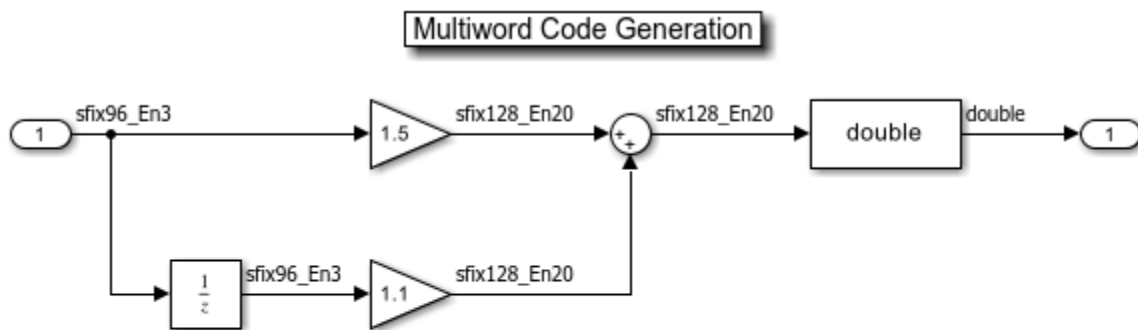 Multiword Code Generation
sfix96_En3
sfix128_En20
sfix128_En20
double
1
1.5
+
+
double
1
1
z
sfix96_En3
1.1
sfix128_En20